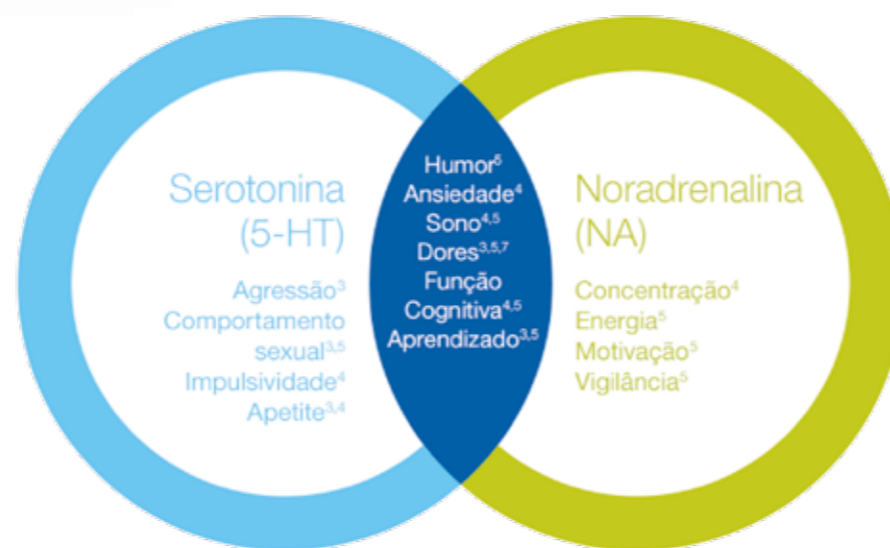 Serotonina
(5-HT)
Agressão³
Comportamento
sexual³,⁵
Impulsividade⁴
Apetite³,⁴
Humor⁶
Ansiedade⁴
Sono⁴,⁵
Dores³,⁵,⁷
Função
Cognitiva⁴,⁵
Aprendizado³,⁵
Noradrenalina
(NA)
Concentração⁴
Energia⁵
Motivação⁵
Vigilância⁵